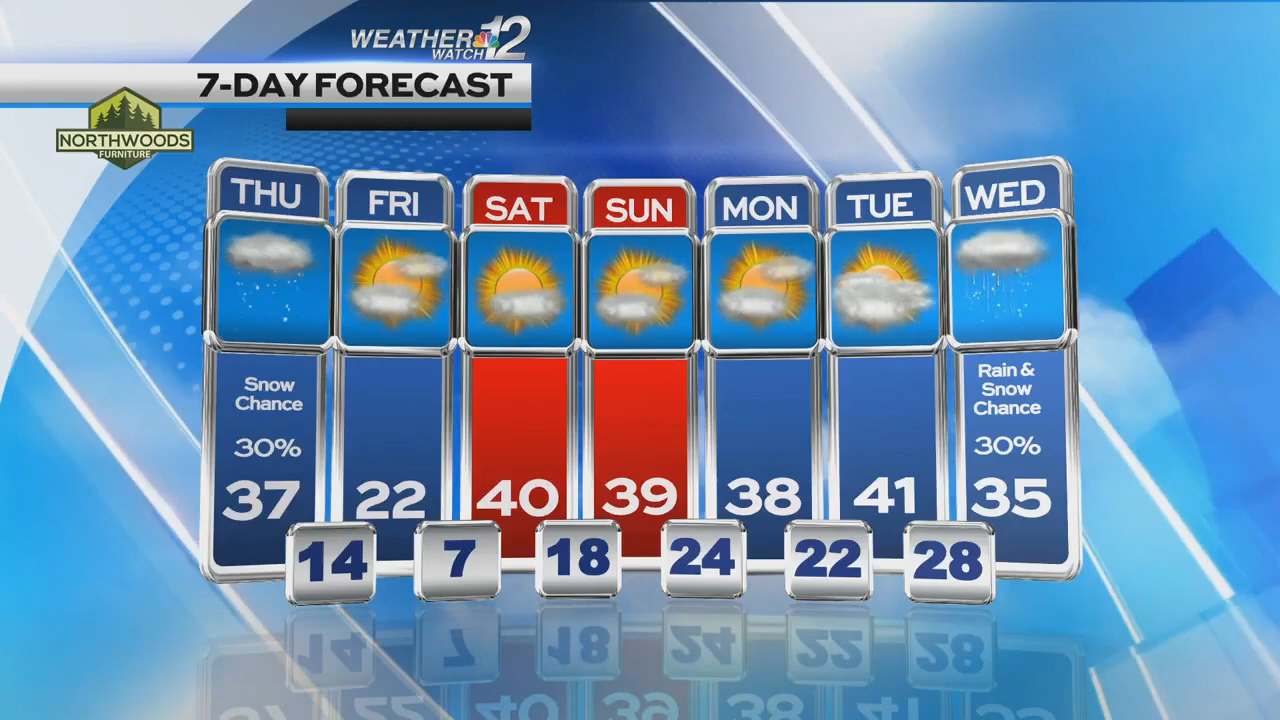 WEATHER 12
WATCH
7-DAY FORECAST
NORTHWOODS
FURNITURE
THU
FRI
SAT
SUN
MON
TUE
WED
Snow
Chance
30%
Rain &
Snow
Chance
30%
37
22
40
39
38
41
35
14
7
18
24
22
28